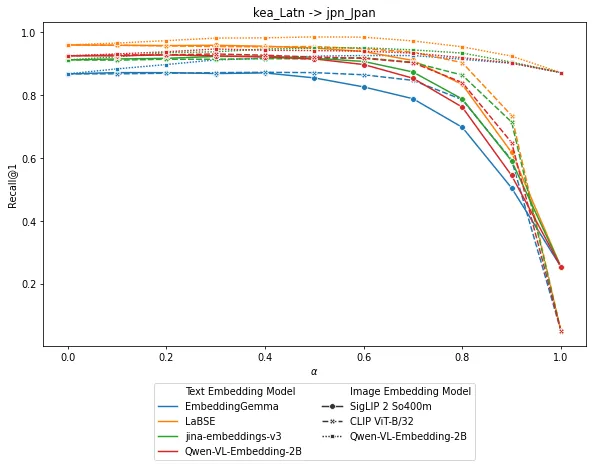 kea_Latn -> jpn_Jpan
1.0
0.8
0.6
0.4
0.2
Recall@1
0.0 0.2 0.4 0.6 0.8 1.0
α
Text Embedding Model Image Embedding Model
EmbeddingGemma SigLIP 2 So400m
LaBSE CLIP ViT-B/32
jina-embeddings-v3 Qwen-VL-Embedding-2B
Qwen-VL-Embedding-2B